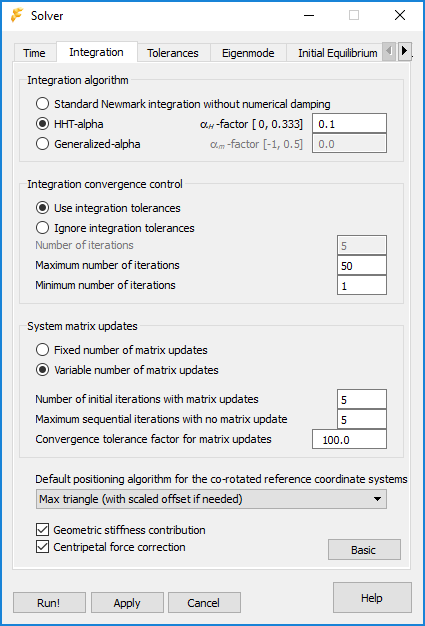 Solver
Time Integration Tolerances Eigenmode Initial Equilibrium
Integration algorithm
Standard Newmark integration without numerical damping
HHT-alpha αH -factor [ 0, 0.333] 0.1
Generalized-alpha αm -factor [-1, 0.5] 0.0
Integration convergence control
Use integration tolerances
Ignore integration tolerances
Number of iterations 5
Maximum number of iterations 50
Minimum number of iterations 1
System matrix updates
Fixed number of matrix updates
Variable number of matrix updates
Number of initial iterations with matrix updates 5
Maximum sequential iterations with no matrix update 5
Convergence tolerance factor for matrix updates 100.0
Default positioning algorithm for the co-rotated reference coordinate systems
Max triangle (with scaled offset if needed)
Geometric stiffness contribution
Centripetal force correction
Basic
Run! Apply Cancel Help